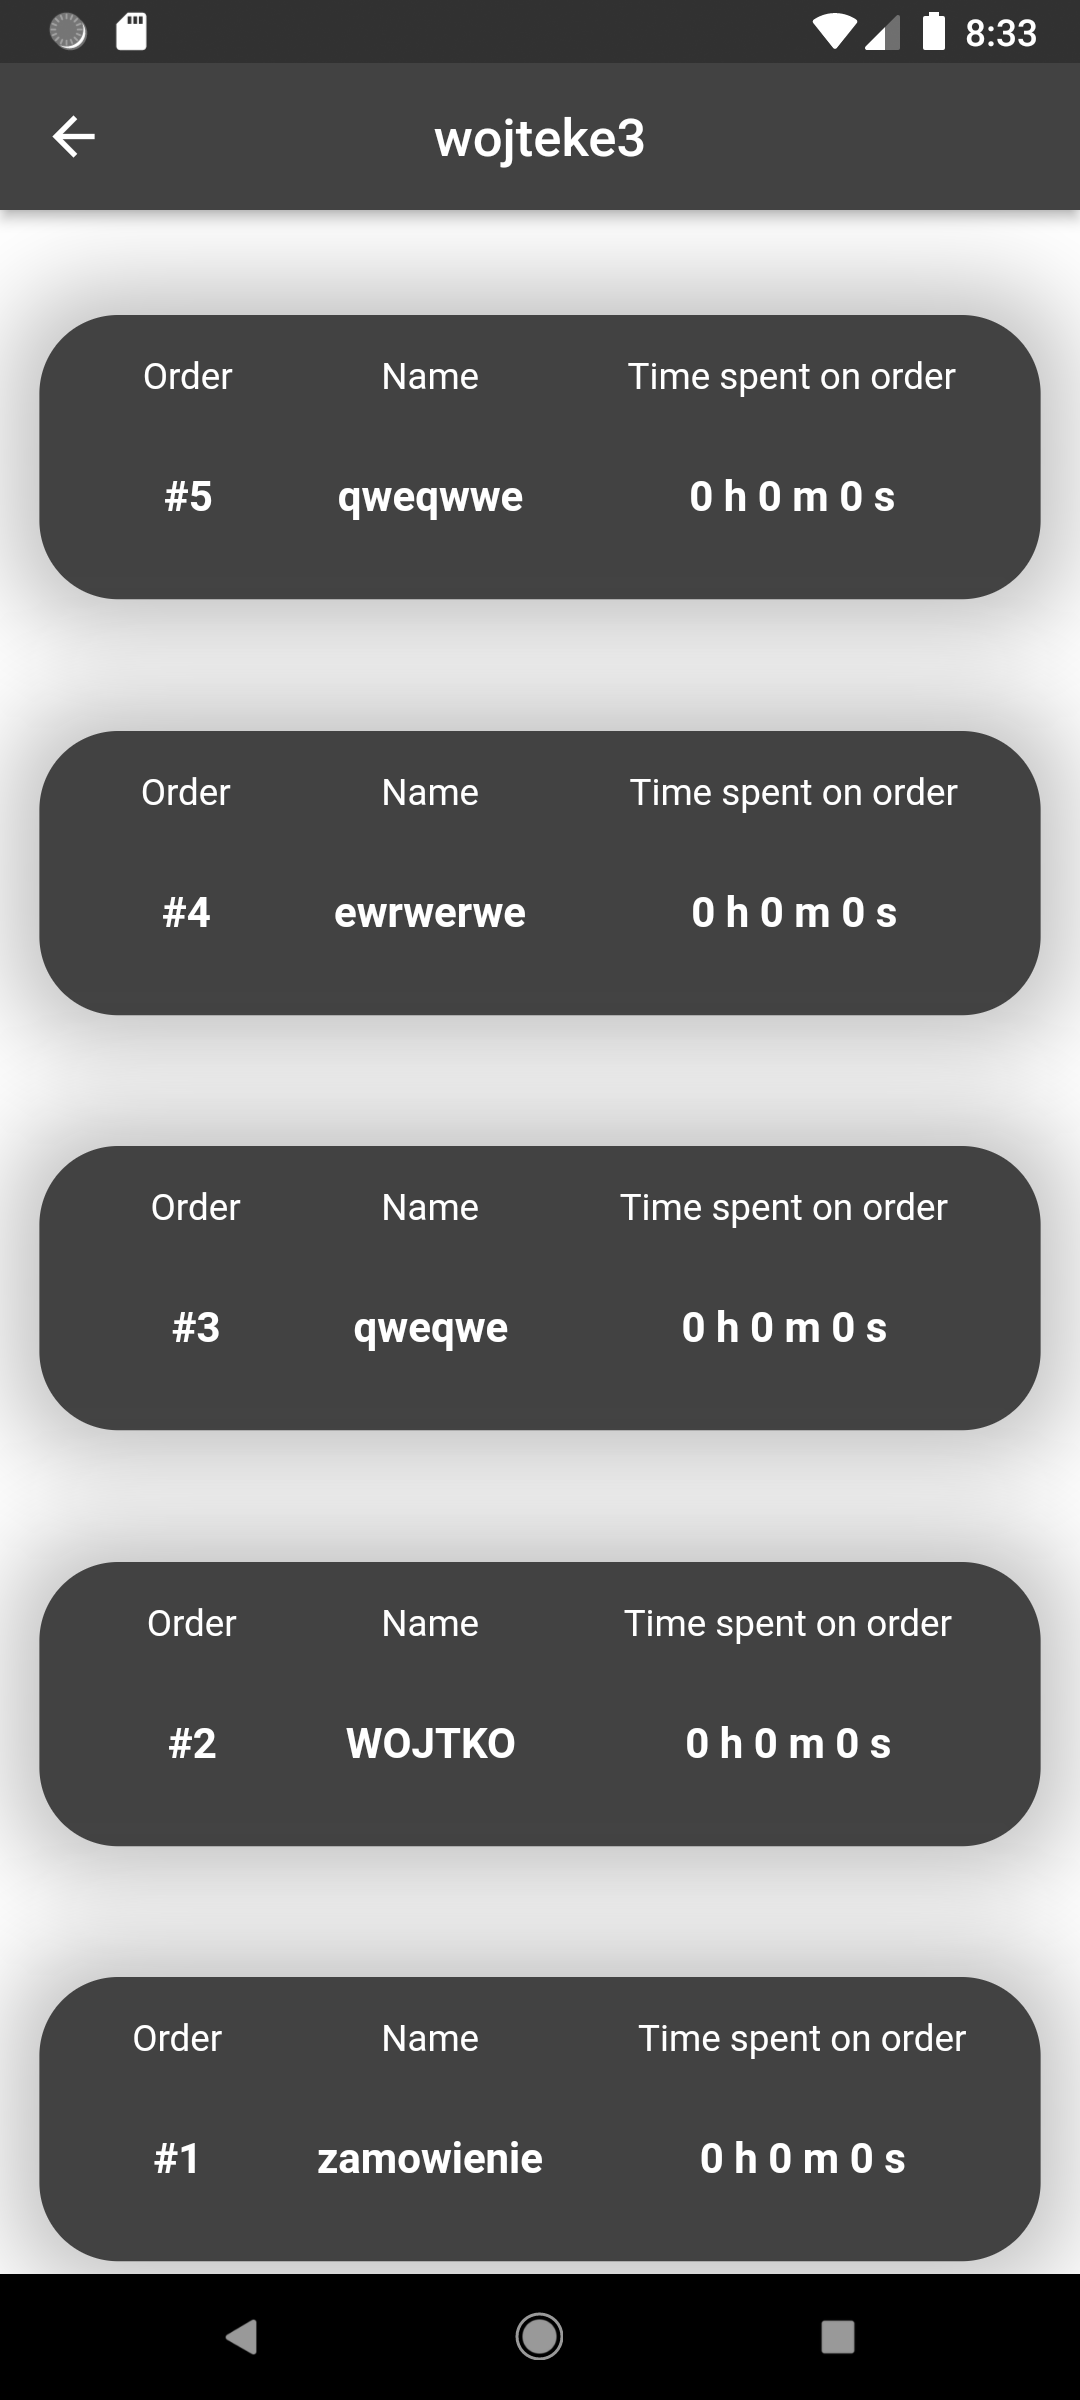 8:33
wojteke3
Order Name Time spent on order
#5 qweqwwe 0 h 0 m 0 s
Order Name Time spent on order
#4 ewrwerwe 0 h 0 m 0 s
Order Name Time spent on order
#3 qweqwe 0 h 0 m 0 s
Order Name Time spent on order
#2 WOJTKO 0 h 0 m 0 s
Order Name Time spent on order
#1 zamowienie 0 h 0 m 0 s